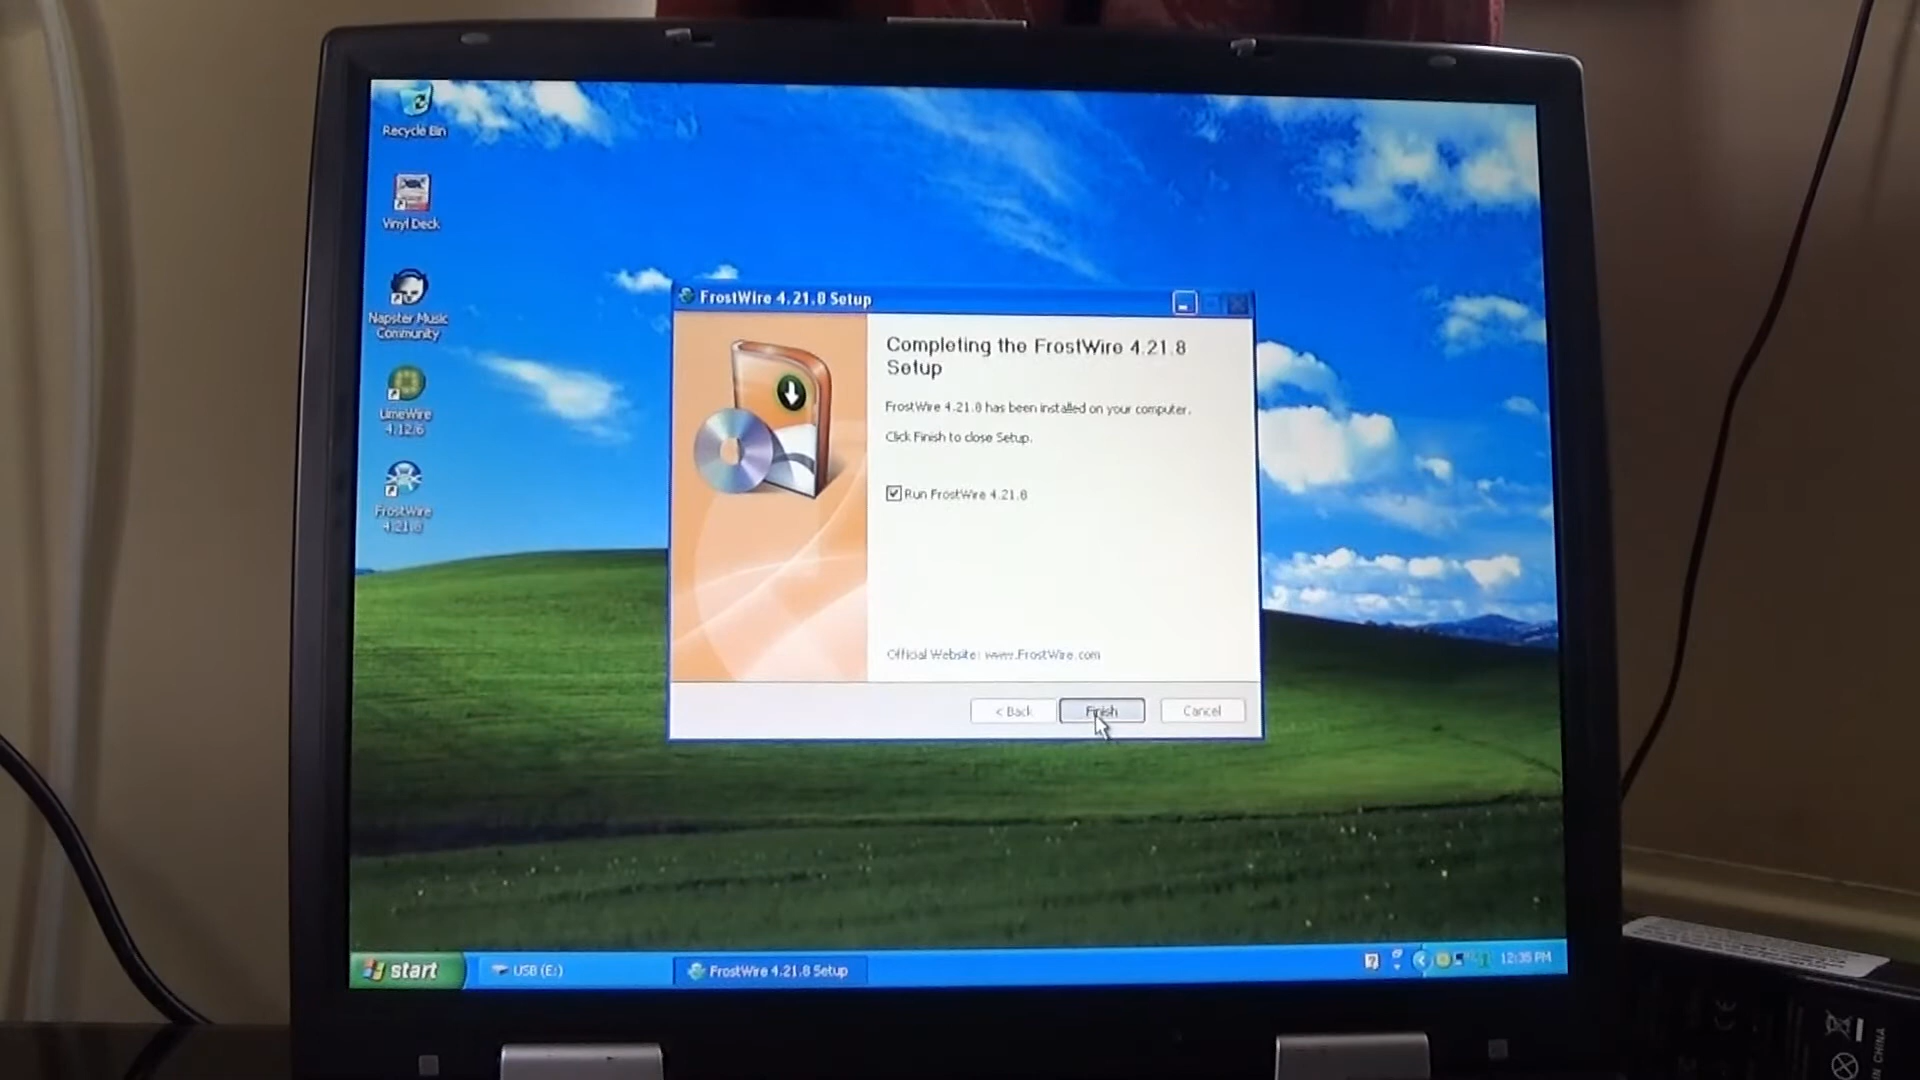 Recycle Bin
Vinyl Deck
Napster Music
Community
LimeWire
4.12.6
FrostWire
4.21.8
FrostWire 4.21.8 Setup
Completing the FrostWire 4.21.8
Setup
FrostWire 4.21.8 has been installed on your computer.
Click Finish to close Setup.
Run FrostWire 4.21.8
Official Website: www.FrostWire.com
< Back
Finish
Cancel
start
USB (E:)
FrostWire 4.21.8 Setup
12:35 PM
IN CHINA